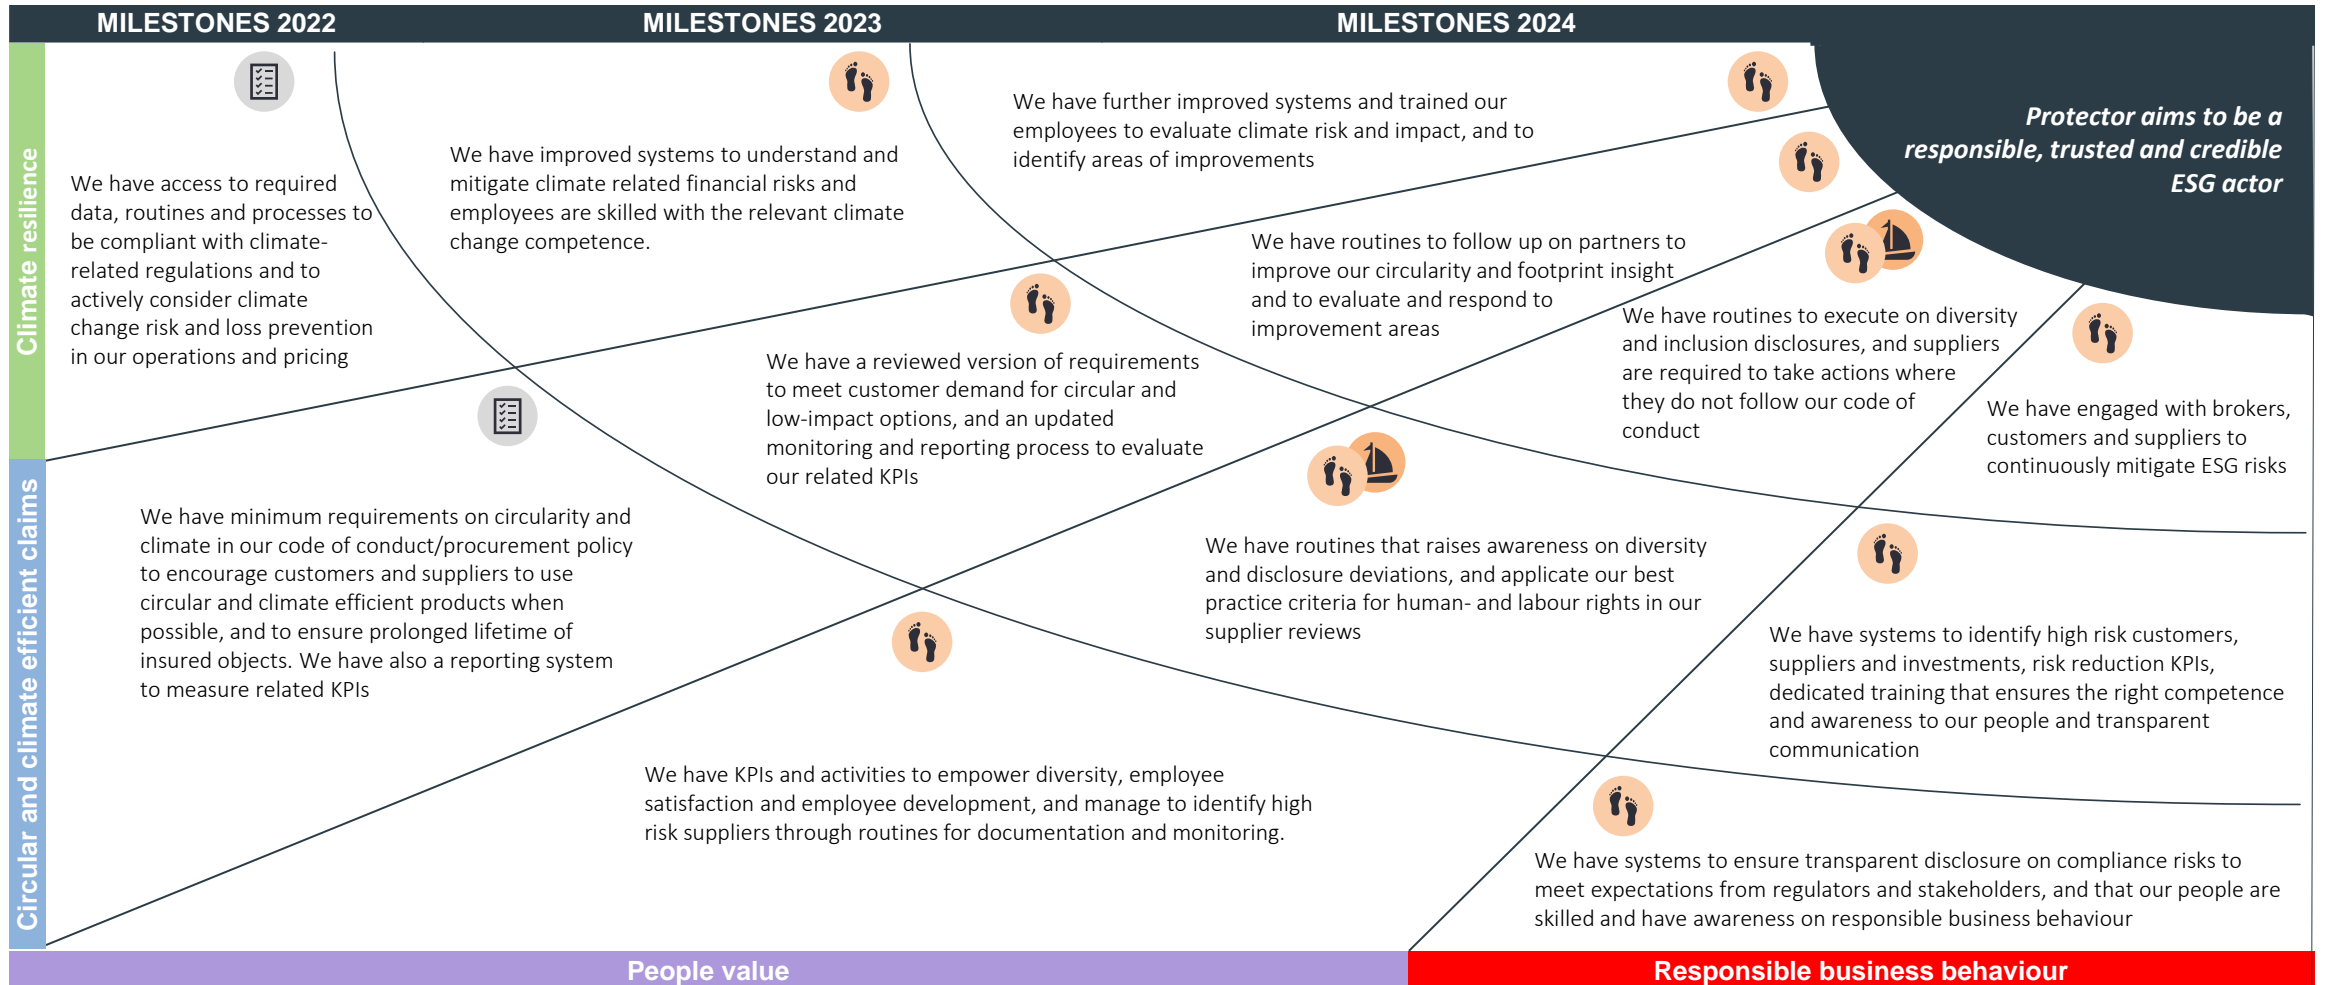 MILESTONES 2022
MILESTONES 2023
MILESTONES 2024
Climate resilience
We have access to required
data, routines and processes to
be compliant with climate-
related regulations and to
actively consider climate
change risk and loss prevention
in our operations and pricing
We have improved systems to understand and
mitigate climate related financial risks and
employees are skilled with the relevant climate
change competence.
We have further improved systems and trained our
employees to evaluate climate risk and impact, and to
identify areas of improvements
Protector aims to be a
responsible, trusted and credible
ESG actor
Circular and climate efficient claims
We have minimum requirements on circularity and
climate in our code of conduct/procurement policy
to encourage customers and suppliers to use
circular and climate efficient products when
possible, and to ensure prolonged lifetime of
insured objects. We have also a reporting system
to measure related KPIs
We have a reviewed version of requirements
to meet customer demand for circular and
low-impact options, and an updated
monitoring and reporting process to evaluate
our related KPIs
We have routines to follow up on partners to
improve our circularity and footprint insight
and to evaluate and respond to
improvement areas
We have KPIs and activities to empower diversity, employee
satisfaction and employee development, and manage to identify high
risk suppliers through routines for documentation and monitoring.
We have routines that raises awareness on diversity
and disclosure deviations, and applicate our best
practice criteria for human- and labour rights in our
supplier reviews
We have routines to execute on diversity
and inclusion disclosures, and suppliers
are required to take actions where
they do not follow our code of
conduct
We have systems to ensure transparent disclosure on compliance risks to
meet expectations from regulators and stakeholders, and that our people are
skilled and have awareness on responsible business behaviour
We have systems to identify high risk customers,
suppliers and investments, risk reduction KPIs,
dedicated training that ensures the right competence
and awareness to our people and transparent
communication
We have engaged with brokers,
customers and suppliers to
continuously mitigate ESG risks
People value
Responsible business behaviour